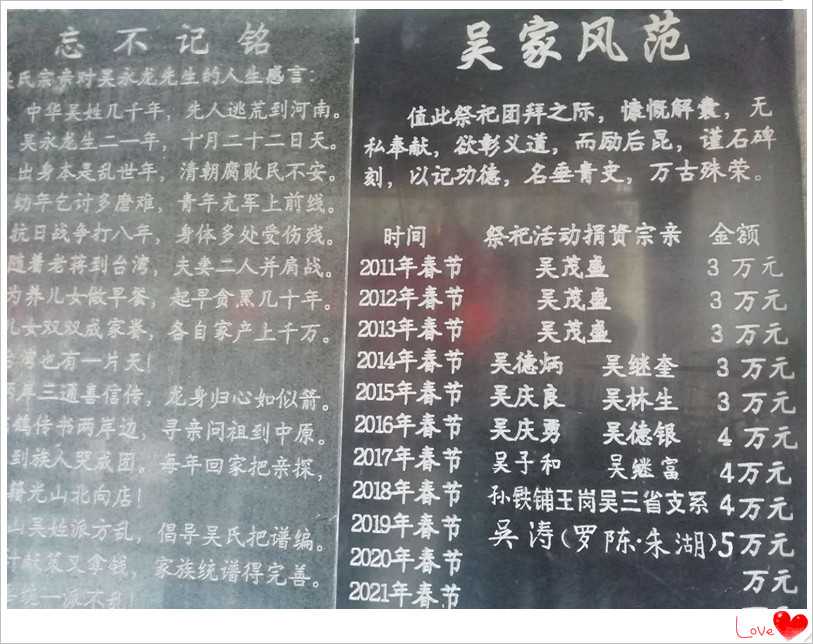 忘不记铭
氏宗亲对吴永龙先生的人生感言:
中华吴姓几千年，先人逃荒到河南。
吴永龙生二一年，十月二十二日天。
出身本是乱世年，清朝腐败民不安。
幼年乞讨多磨难，青年充军上前线。
抗日战争打八年，身体多处受伤残。
随着老蒋到台湾，夫妻二人并肩战。
为养儿女做早餐，起早贪黑几十年。
儿女双双成家誉，各自家产上千万。
台湾也有一片天!
两岸三通喜信传，龙身归心如似箭。
鹤传书两岸边，寻亲问祖到中原。
到族人哭成团。每年回家把亲探，
籍光山北向店!
山吴姓派方乱，倡导吴氏把谱编。
献策又拿钱，家族统谱得完善。
统一派不乱!
吴家风范
值此祭祀团拜之际，慷慨解囊，无
私奉献，欲彰义道，而励后昆，谨石碑
刻，以记功德，名垂青史，万古殊荣。
时间 祭祀活动捐资宗亲 金额
2011年春节 吴茂盛 3万元
2012年春节 吴茂盛 3万元
2013年春节 吴茂盛 3万元
2014年春节 吴德炳 吴继奎 3万元
2015年春节 吴庆良 吴林生 3万元
2016年春节 吴庆勇 吴德银 4万元
2017年春节 吴子和 吴继富 4万元
2018年春节 孙铁铺王岗吴三省支系 4万元
2019年春节 吴涛(罗陈·朱湖) 5万元
2020年春节 万元
2021年春节
Love